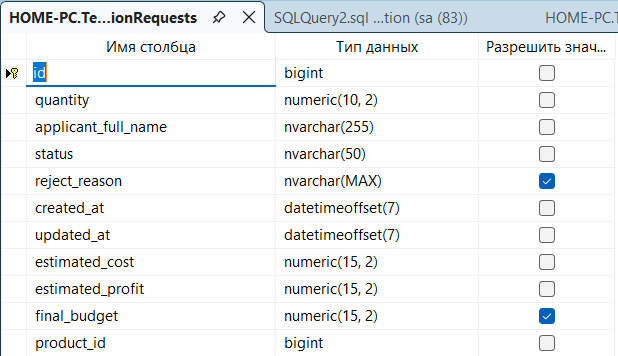 HOME-PC.Te...ionRequests SQLQuery2.sql ...tion (sa (83)) HOME-PC.T
Имя столбца Тип данных Разрешить знач...
id bigint
quantity numeric(10, 2)
applicant_full_name nvarchar(255)
status nvarchar(50)
reject_reason nvarchar(MAX)
created_at datetimeoffset(7)
updated_at datetimeoffset(7)
estimated_cost numeric(15, 2)
estimated_profit numeric(15, 2)
final_budget numeric(15, 2)
product_id bigint